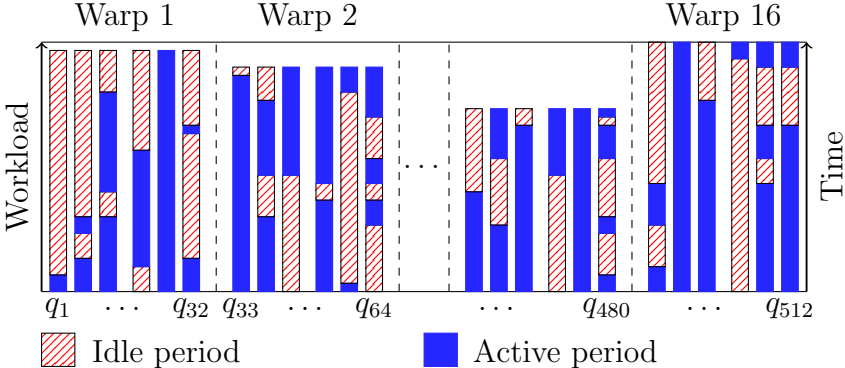 Warp 1 Warp 2 Warp 16
Workload
. . .
Time
q1 . . . q32 q33 . . . q64 . . . q480 . . . q512
Idle period Active period